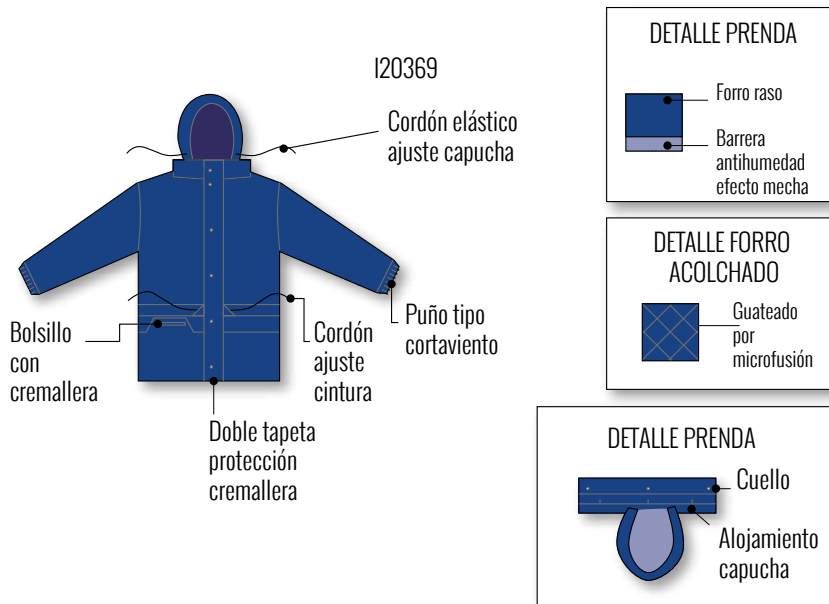 I20369
Cordón elástico
ajuste capucha
Bolsillo
con
cremallera
Doble tapeta
protección
cremallera
Cordón
ajuste
cintura
Puño tipo
cortaviento
DETALLE PRENDA
Forro raso
Barrera
antihumedad
efecto mecha
DETALLE FORRO
ACOLCHADO
Guateado
por
microfusión
DETALLE PRENDA
Cuello
Alojamiento
capucha